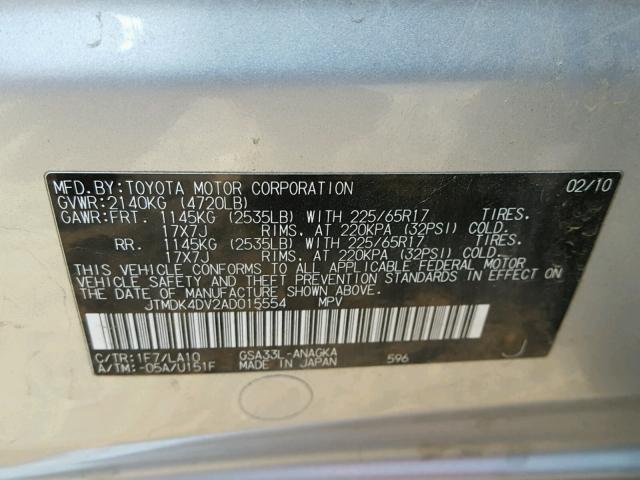 MFD.BY:TOYOTA MOTOR CORPORATION 02/10
GVWR:2140KG (4720LB)
GAWR:FRT. 1145KG (2535LB) WITH 225/65R17 TIRES.
17X7J RIMS. AT 220KPA (32PSI) COLD.
RR. 1145KG (2535LB) WITH 225/65R17 TIRES.
17X7J RIMS. AT 220KPA (32PSI) COLD.
THIS VEHICLE CONFORMS TO ALL APPLICABLE FEDERAL MOTOR
VEHICLE SAFETY AND THEFT PREVENTION STANDARDS IN EFFECT ON
THE DATE OF MANUFACTURE SHOWN ABOVE.
JTMDK4DV2AD015554 MPV
C/TR:1F7/LA10 GSA33L-ANAGKA 596 J
A/TM:-05A/U151F MADE IN JAPAN